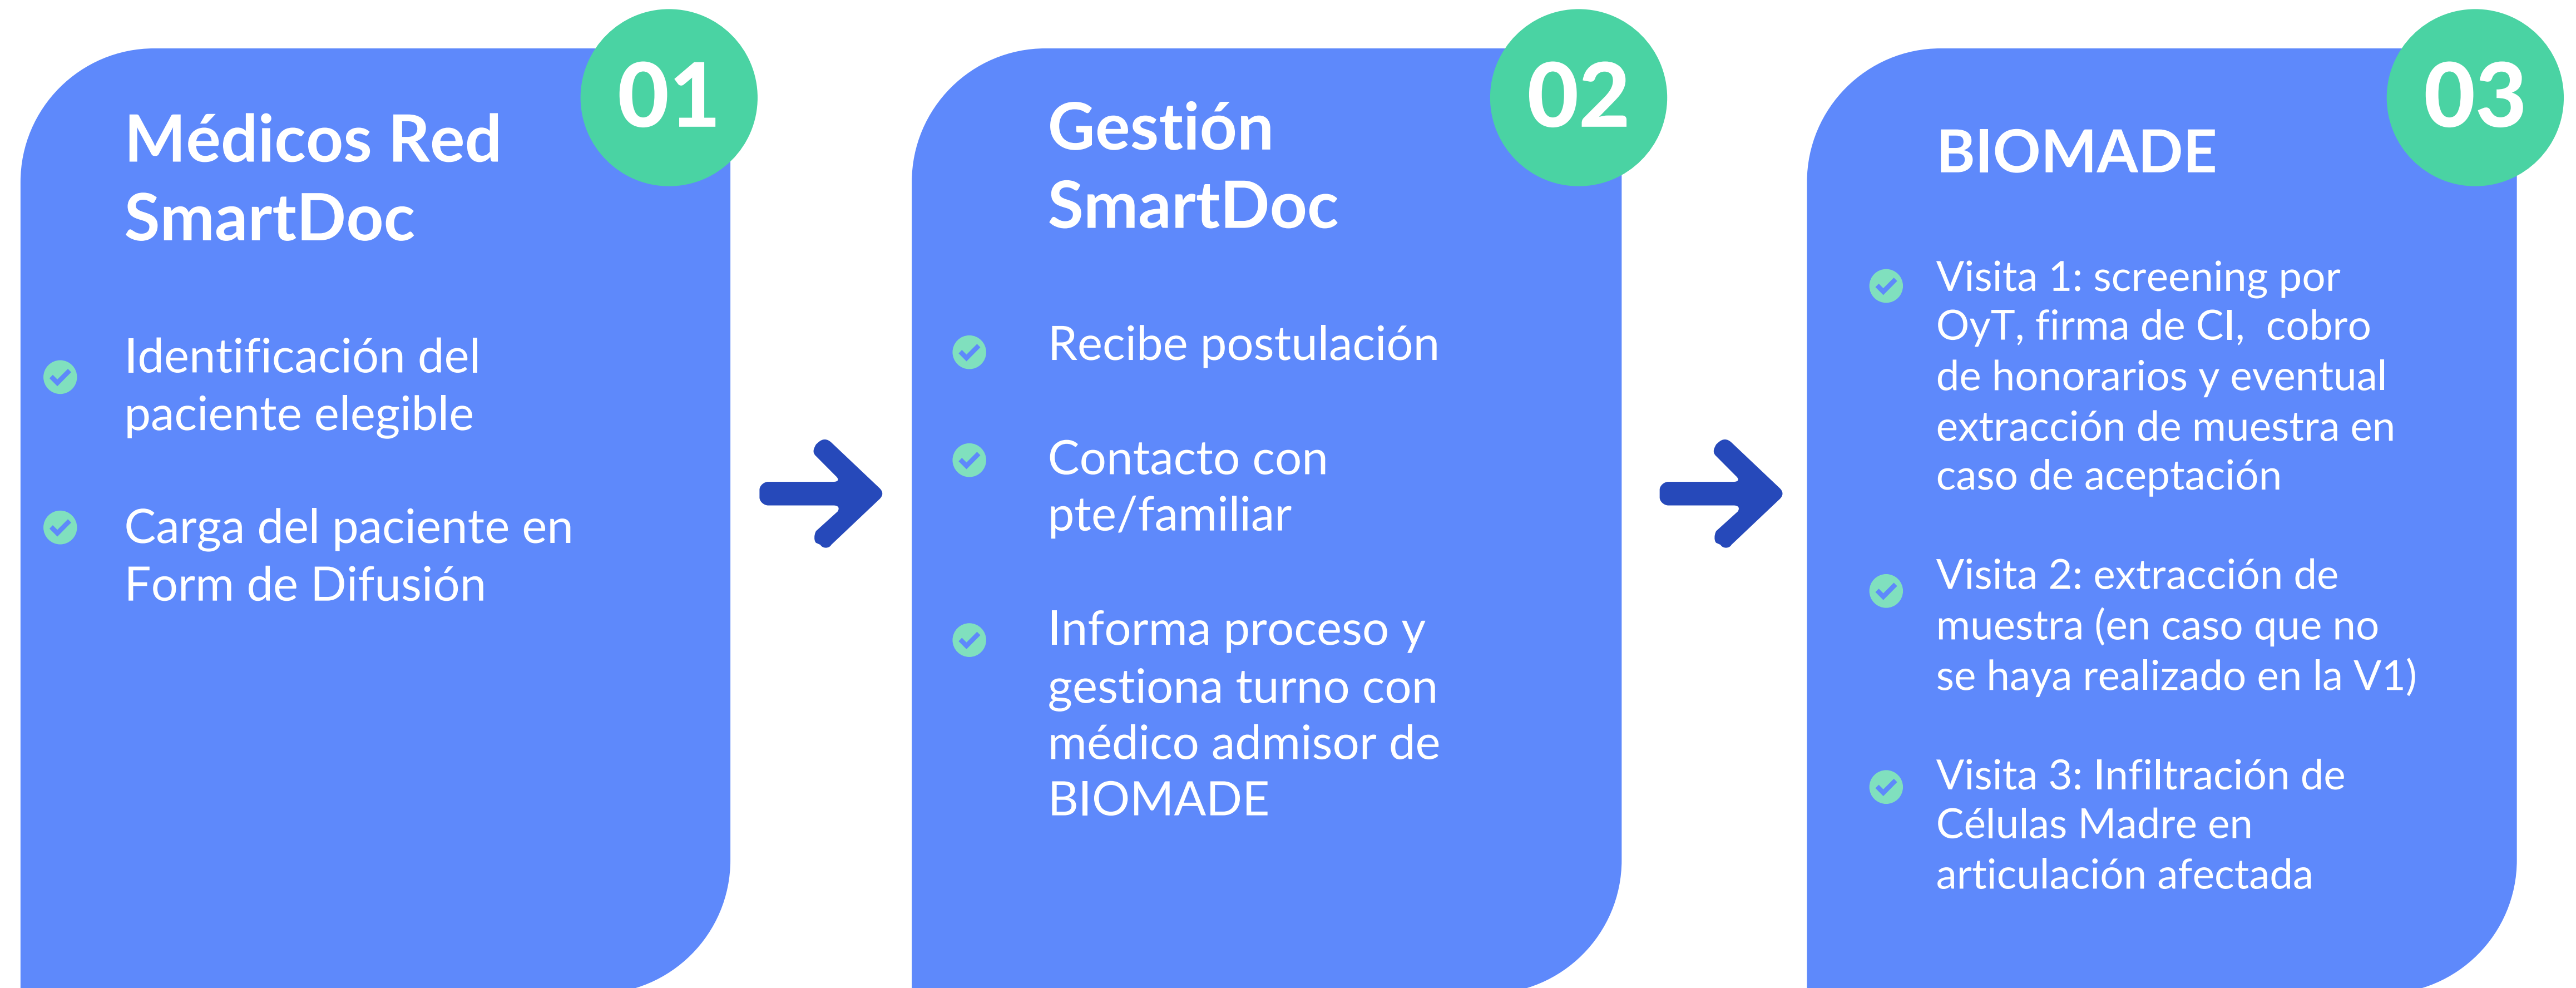 01
Médicos Red
SmartDoc
Identificación del
paciente elegible
Carga del paciente en
Form de Difusión
02
Gestión
SmartDoc
Recibe postulación
Contacto con
pte/familiar
Informa proceso y
gestiona turno con
médico admisor de
BIOMADE
03
BIOMADE
Visita 1: screening por
OyT, firma de CI,  cobro
de honorarios y eventual
extracción de muestra en
caso de aceptación
Visita 2: extracción de
muestra (en caso que no
se haya realizado en la V1)
Visita 3: Infiltración de
Células Madre en
articulación afectada